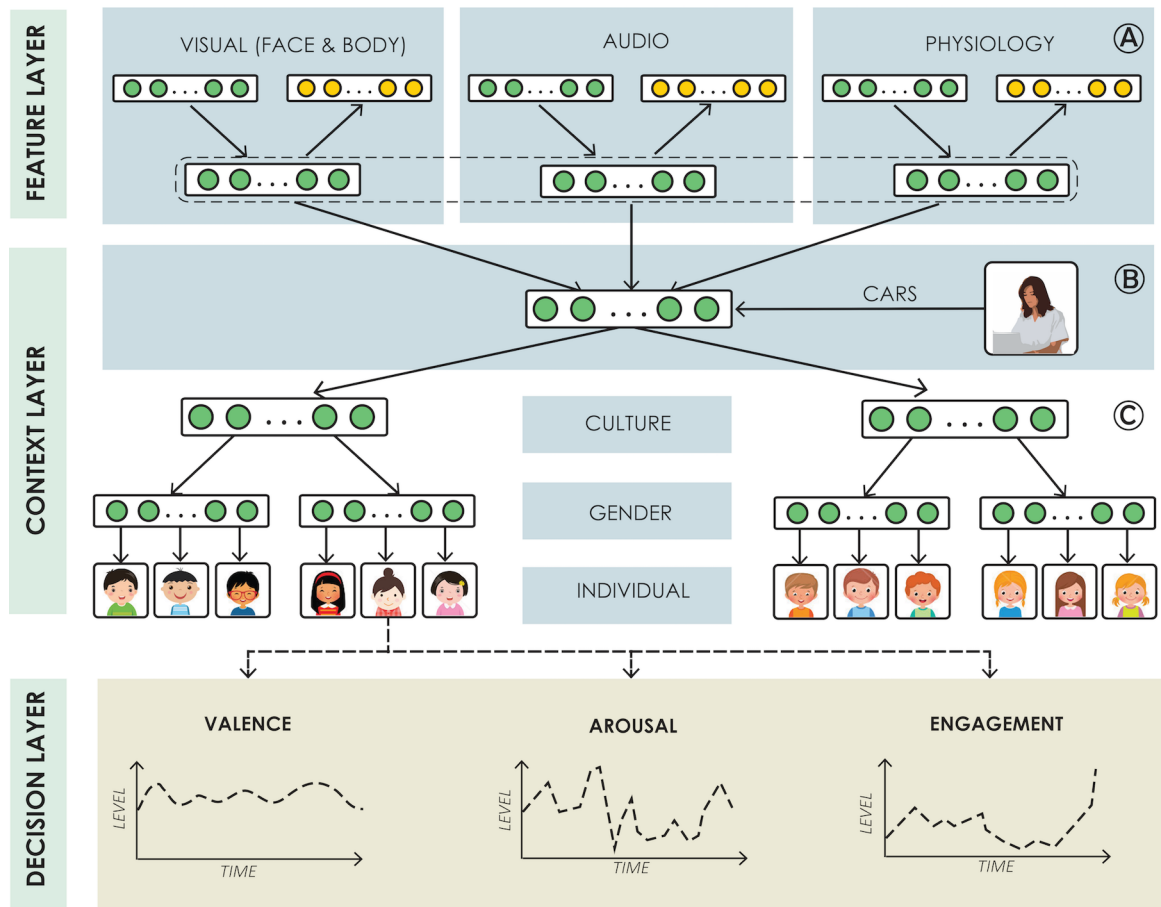 FEATURE LAYER
VISUAL (FACE & BODY)
AUDIO
PHYSIOLOGY
A
CONTEXT LAYER
B
CARS
C
CULTURE
GENDER
INDIVIDUAL
DECISION LAYER
VALENCE
AROUSAL
ENGAGEMENT
LEVEL
TIME
LEVEL
TIME
LEVEL
TIME